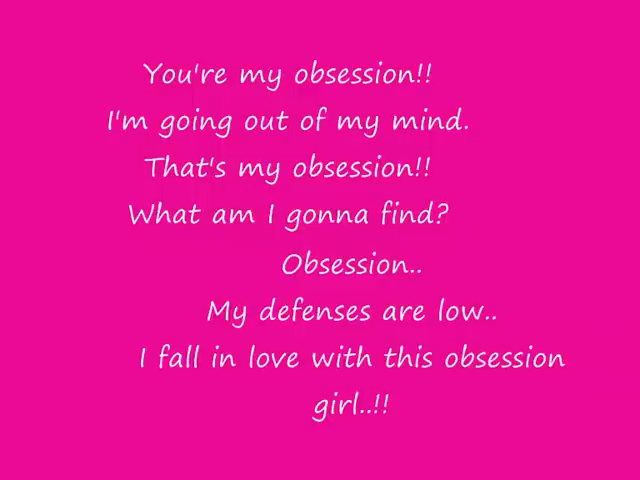 You're my obsession!!
I'm going out of my mind.
That's my obsession!!
What am I gonna find?
Obsession..
My defenses are low..
I fall in love with this obsession
girl..!!